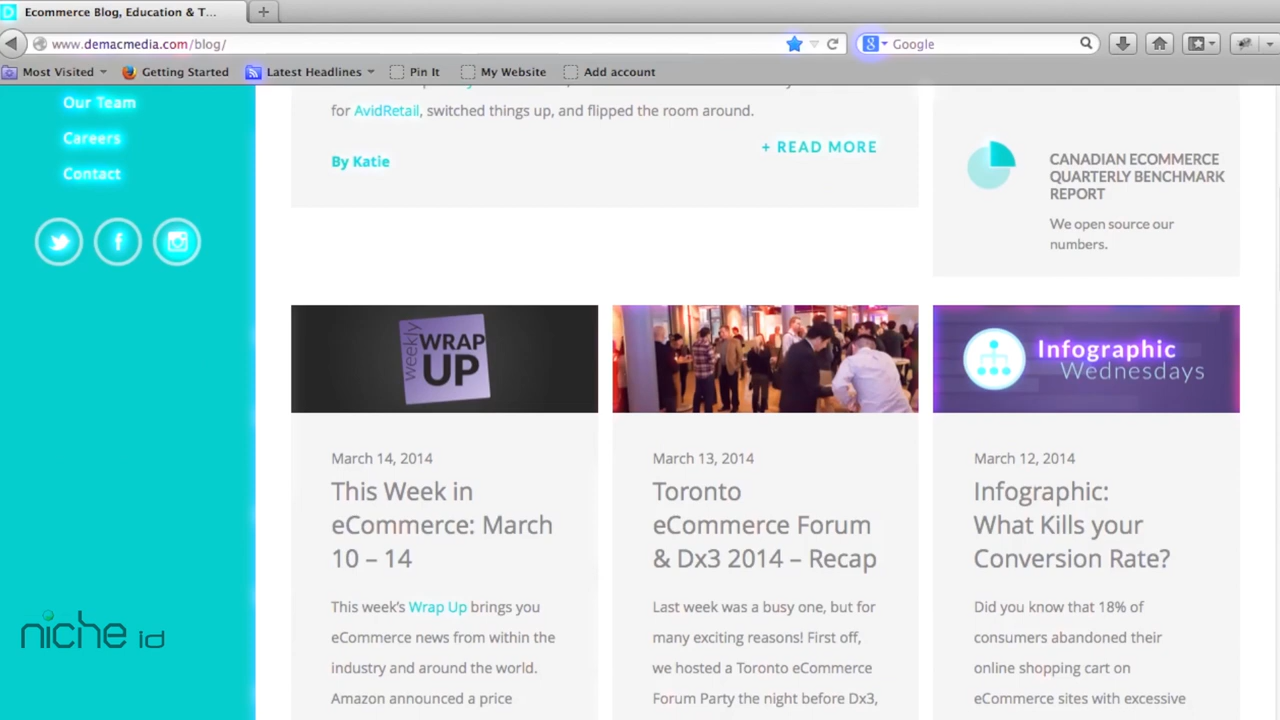 Ecommerce Blog, Education & T...
www.demacmedia.com/blog/
Google
Most Visited
Getting Started
Latest Headlines
Pin It
My Website
Add account
Our Team
Careers
Contact
for AvidRetail, switched things up, and flipped the room around.
+ READ MORE
By Katie
CANADIAN ECOMMERCE
QUARTERLY BENCHMARK
REPORT
We open source our
numbers.
weekly
WRAP
UP
March 14, 2014
This Week in
eCommerce: March
10 – 14
This week's Wrap Up brings you
eCommerce news from within the
industry and around the world.
Amazon announced a price
March 13, 2014
Toronto
eCommerce Forum
& Dx3 2014 – Recap
Last week was a busy one, but for
many exciting reasons! First off,
we hosted a Toronto eCommerce
Forum Party the night before Dx3,
Infographic
Wednesdays
March 12, 2014
Infographic:
What Kills your
Conversion Rate?
Did you know that 18% of
consumers abandoned their
online shopping cart on
eCommerce sites with excessive
niche id